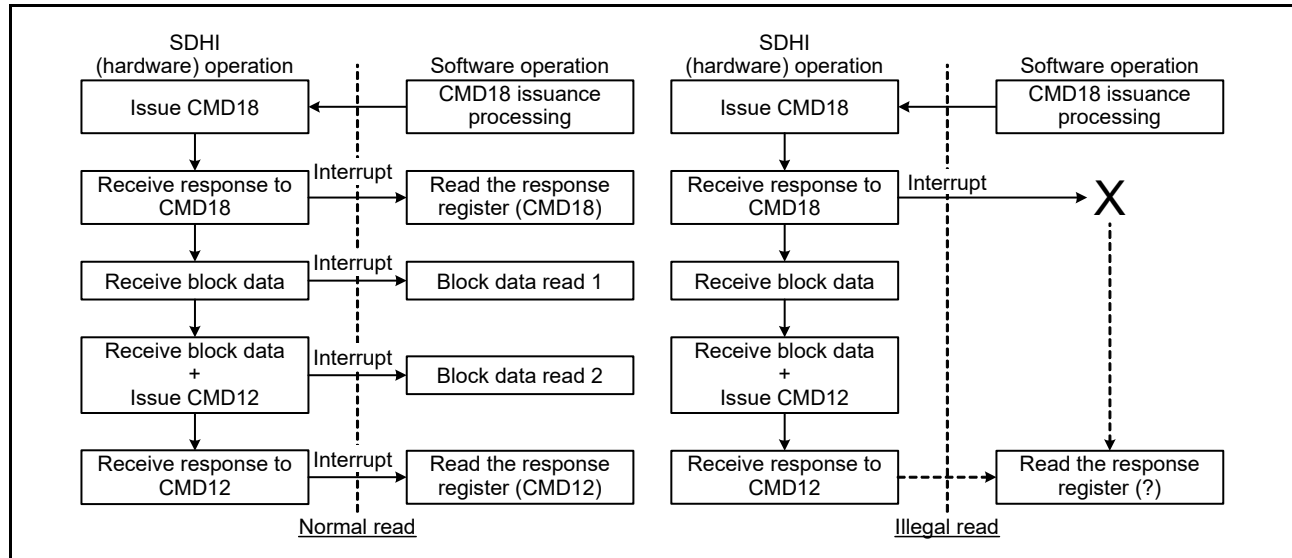 SDHI
(hardware) operation
Software operation
Issue CMD18
CMD18 issuance
processing
Interrupt
Receive response to
CMD18
Read the response
register (CMD18)
Interrupt
Receive block data
Block data read 1
Receive block data
+
Issue CMD12
Interrupt
Block data read 2
Interrupt
Receive response to
CMD12
Read the response
register (CMD12)
Normal read
SDHI
(hardware) operation
Software operation
Issue CMD18
CMD18 issuance
processing
Interrupt
Receive response to
CMD18
X
Receive block data
Receive block data
+
Issue CMD12
Receive response to
CMD12
Read the response
register (?)
Illegal read